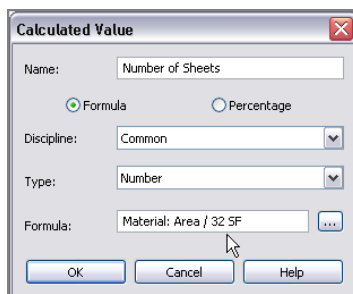 Calculated Value
Name: Number of Sheets
Formula Percentage
Discipline: Common
Type: Number
Formula: Material: Area / 32 SF ...
OK Cancel Help